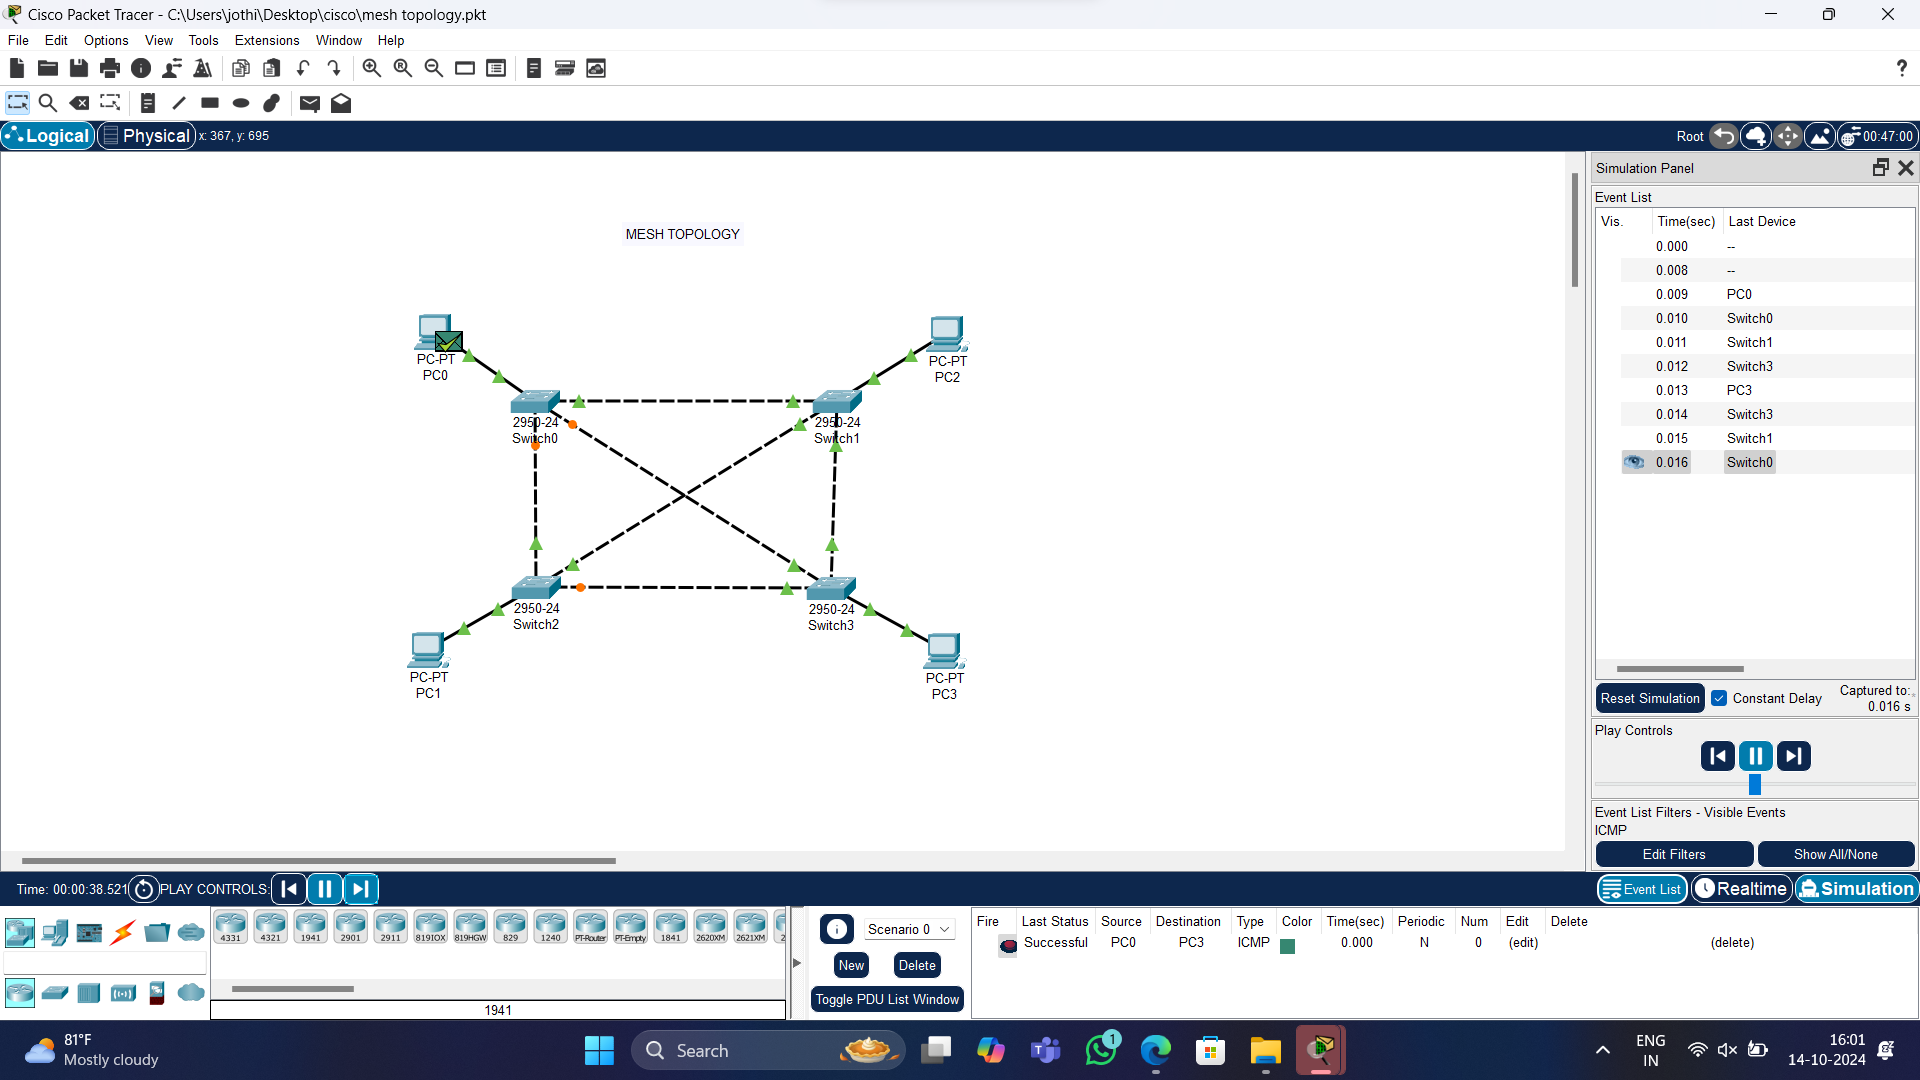 Cisco Packet Tracer - C:\Users\jothi\Desktop\cisco\mesh topology.pkt
File Edit Options View Tools Extensions Window Help
Logical Physical x: 367, y: 695
Root 00:47:00
MESH TOPOLOGY
PC-PT
PC0
PC-PT
PC2
2950-24
Switch0
2950-24
Switch1
2950-24
Switch2
2950-24
Switch3
PC-PT
PC1
PC-PT
PC3
Simulation Panel
Event List
Vis. Time(sec) Last Device
0.000 --
0.008 --
0.009 PC0
0.010 Switch0
0.011 Switch1
0.012 Switch3
0.013 PC3
0.014 Switch3
0.015 Switch1
0.016 Switch0
Reset Simulation Constant Delay Captured to:
0.016 s
Play Controls
Event List Filters - Visible Events
ICMP
Edit Filters Show All/None
Time: 00:00:38.521 PLAY CONTROLS:
Event List Realtime Simulation
4331 4321 1941 2901 2911 819IOX 819HGW 829 1240 PT-Router PT-Empty 1841 2620XM 2621XM
1941
Scenario 0
New Delete
Toggle PDU List Window
Fire Last Status Source Destination Type Color Time(sec) Periodic Num Edit Delete
Successful PC0 PC3 ICMP 0.000 N 0 (edit) (delete)
81°F
Mostly cloudy
Search
1
ENG
IN
16:01
14-10-2024